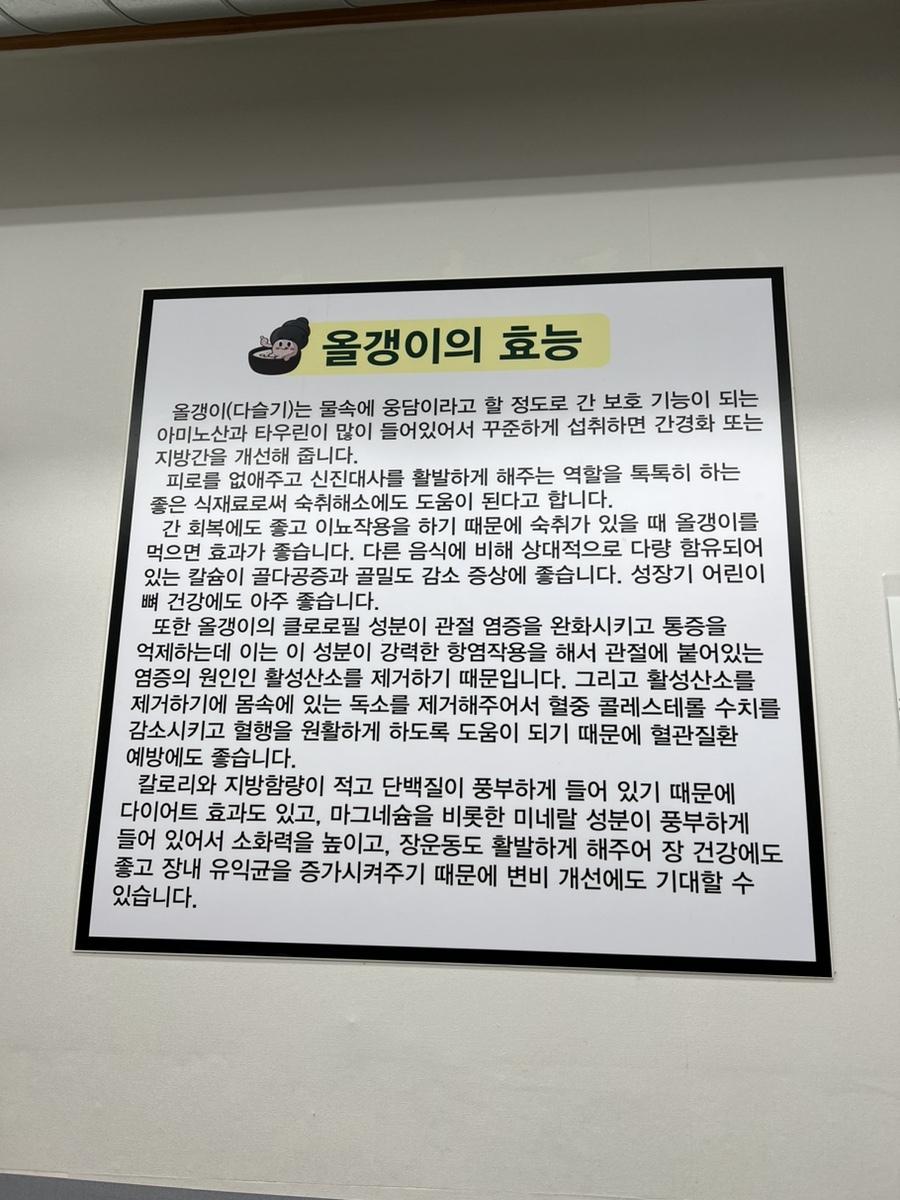 올갱이의 효능
올갱이(다슬기)는 물속에 웅담이라고 할 정도로 간 보호 기능이 되는
아미노산과 타우린이 많이 들어있어서 꾸준하게 섭취하면 간경화 또는
지방간을 개선해 줍니다.
피로를 없애주고 신진대사를 활발하게 해주는 역할을 톡톡히 하는
좋은 식재료로써 숙취해소에도 도움이 된다고 합니다.
간 회복에도 좋고 이뇨작용을 하기 때문에 숙취가 있을 때 올갱이를
먹으면 효과가 좋습니다. 다른 음식에 비해 상대적으로 다량 함유되어
있는 칼슘이 골다공증과 골밀도 감소 증상에 좋습니다. 성장기 어린이
뼈 건강에도 아주 좋습니다.
또한 올갱이의 클로로필 성분이 관절 염증을 완화시키고 통증을
억제하는데 이는 이 성분이 강력한 항염작용을 해서 관절에 붙어있는
염증의 원인인 활성산소를 제거하기 때문입니다. 그리고 활성산소를
제거하기에 몸속에 있는 독소를 제거해주어서 혈중 콜레스테롤 수치를
감소시키고 혈행을 원활하게 하도록 도움이 되기 때문에 혈관질환
예방에도 좋습니다.
칼로리와 지방함량이 적고 단백질이 풍부하게 들어 있기 때문에
다이어트 효과도 있고, 마그네슘을 비롯한 미네랄 성분이 풍부하게
들어 있어서 소화력을 높이고, 장운동도 활발하게 해주어 장 건강에도
좋고 장내 유익균을 증가시켜주기 때문에 변비 개선에도 기대할 수
있습니다.